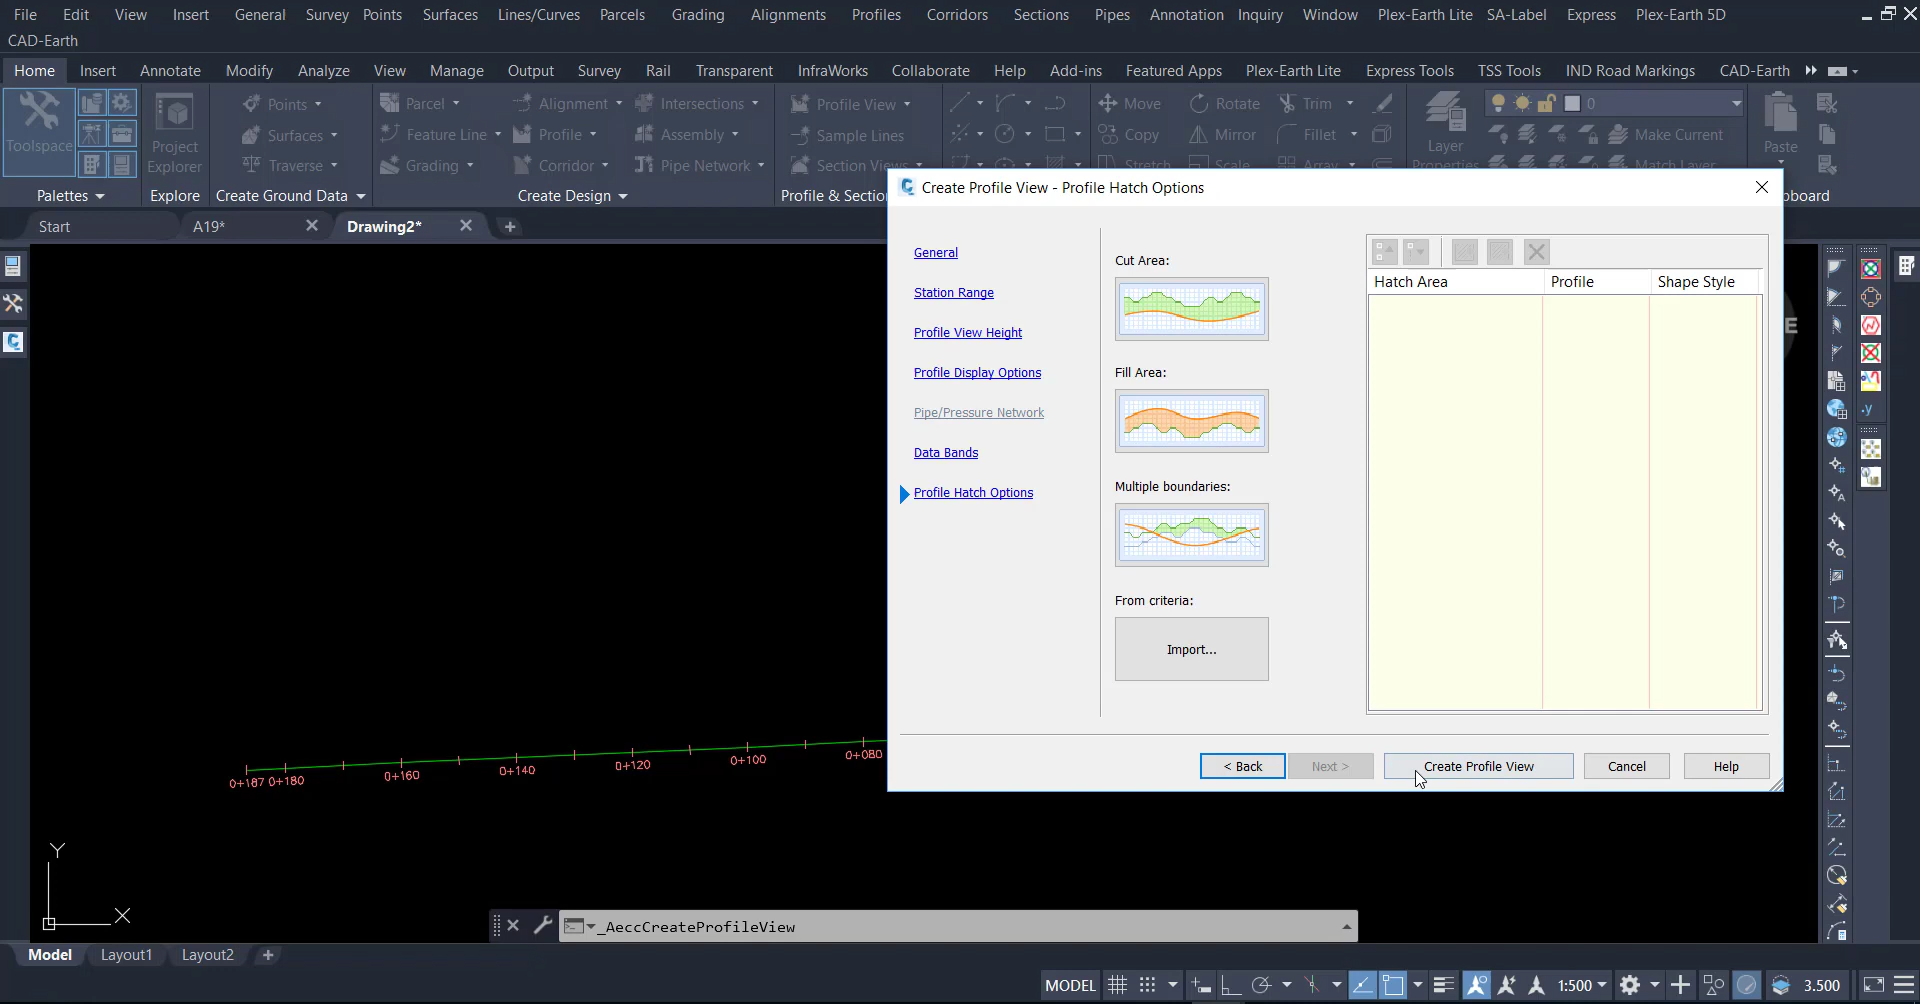 File Edit View Insert General Survey Points Surfaces Lines/Curves Parcels Grading Alignments Profiles Corridors Sections Pipes Annotation Inquiry Window Plex-Earth Lite SA-Label Express Plex-Earth 5D
CAD-Earth
Home Insert Annotate Modify Analyze View Manage Output Survey Rail Transparent InfraWorks Collaborate Help Add-ins Featured Apps Plex-Earth Lite Express Tools TSS Tools IND Road Markings CAD-Earth
Points Parcel Alignment Intersections Profile View Move Rotate Trim 0
Toolspace Project Explorer Surfaces Feature Line Profile Assembly Sample Lines Copy Mirror Fillet Layer Properties Make Current Paste
Traverse Grading Corridor Pipe Network Section Views Stretch Scale Array Match Layer
Palettes Explore Create Ground Data Create Design Profile & Sectio
board
Create Profile View - Profile Hatch Options
Start A19* Drawing2*
General
Station Range
Profile View Height
Profile Display Options
Pipe/Pressure Network
Data Bands
Profile Hatch Options
Cut Area:
Fill Area:
Multiple boundaries:
From criteria:
Import...
Hatch Area Profile Shape Style
E
.y
0+187 0+180 0+160 0+140 0+120 0+100 0+080
< Back Next > Create Profile View Cancel Help
Y
X
_AeccCreateProfileView
Model Layout1 Layout2
MODEL 1:500 3.500